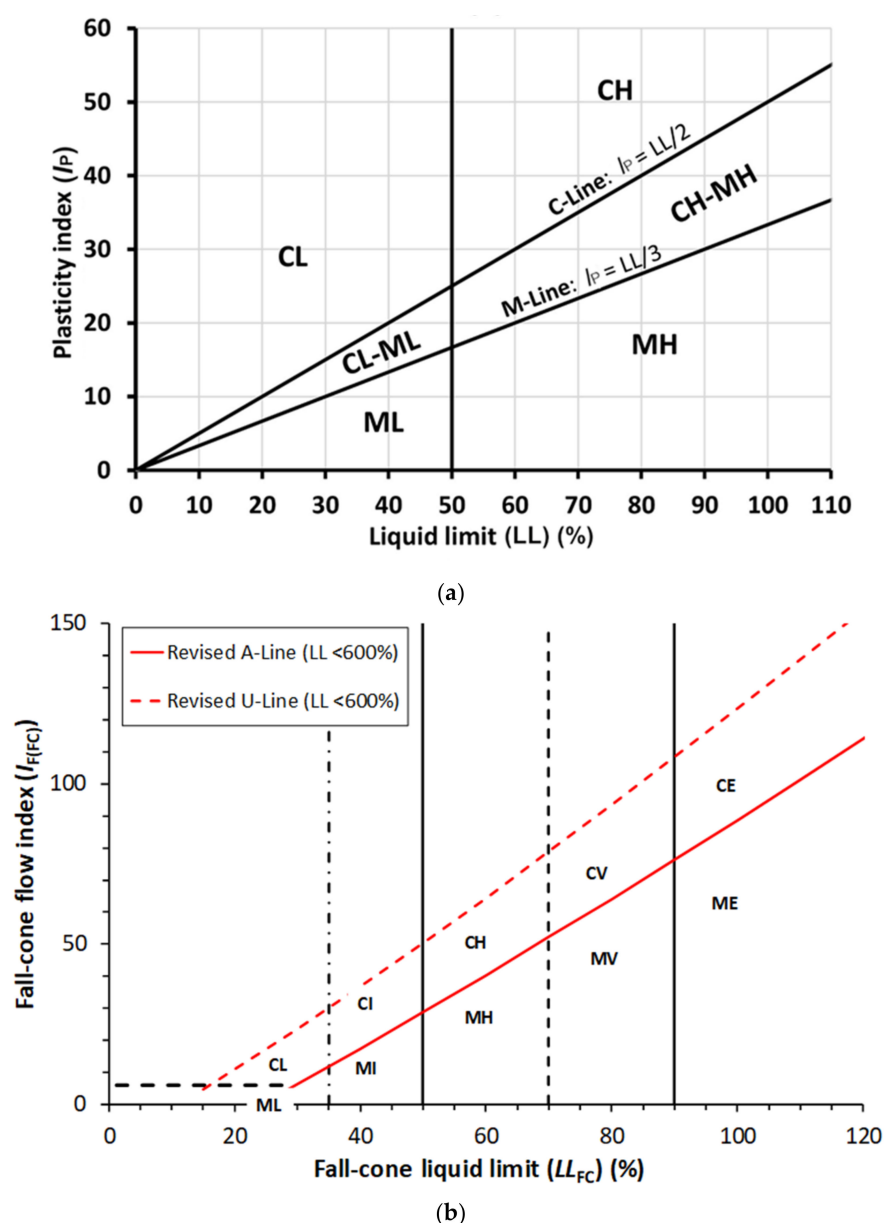 60
50
40
30
20
10
0
Plasticity index (IP)
CH
C-Line: IP = LL/2
CH-MH
CL
M-Line: IP = LL/3
CL-ML
MH
ML
0 10 20 30 40 50 60 70 80 90 100 110
Liquid limit (LL) (%)
(a)
150
100
50
0
Fall-cone flow index (IF(FC))
Revised A-Line (LL <600%)
Revised U-Line (LL <600%)
CE
CV
ME
CH
MV
CI
MH
CL
MI
ML
0 20 40 60 80 100 120
Fall-cone liquid limit (LLFC) (%)
(b)